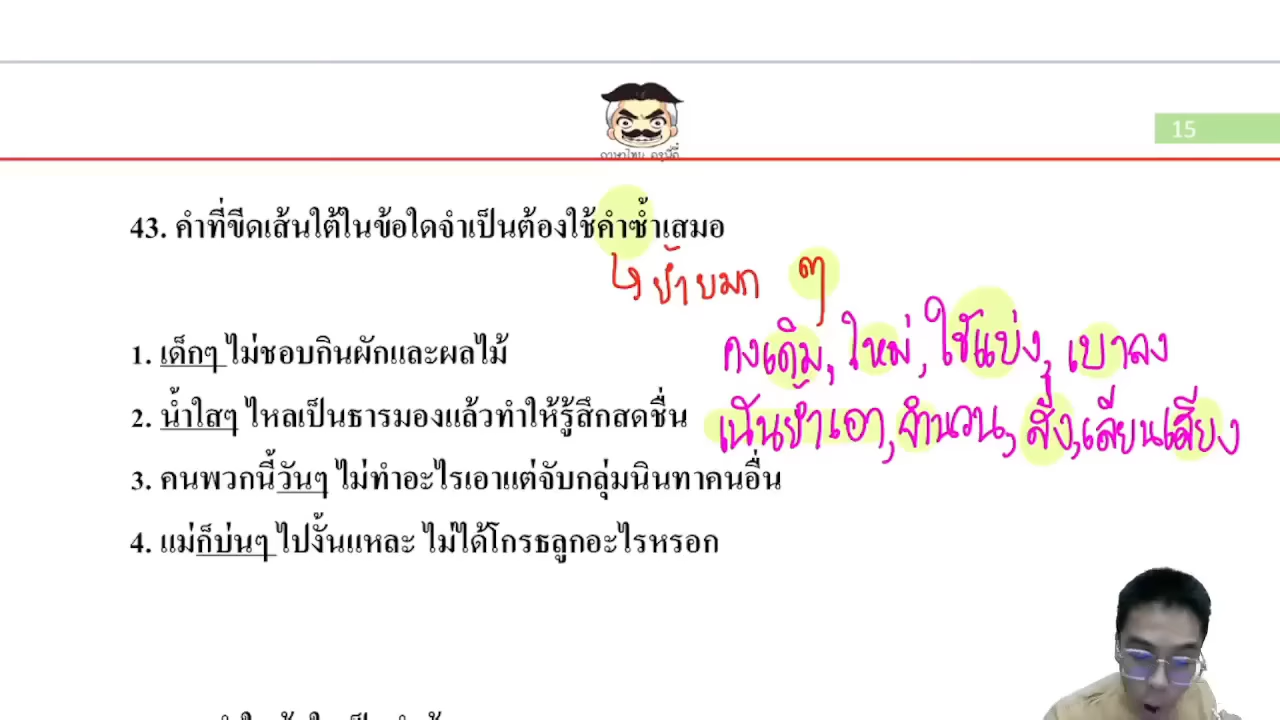 15
ภาษาไทย ครูปิ๊ก
43. คำที่ขีดเส้นใต้ในข้อใดจำเป็นต้องใช้คำซ้ำเสมอ
↳ ย้ายมก ๆ
คงเดิม, ใหม่, ใช้แบ่ง, เบาลง
1. เด็กๆ ไม่ชอบกินผักและผลไม้
เน้นย้ำเอา, จำนวน, สั่ง, เลียนเสียง
2. น้ำใสๆ ไหลเป็นธารมองแล้วทำให้รู้สึกสดชื่น
3. คนพวกนี้วันๆ ไม่ทำอะไรเอาแต่จับกลุ่มนินทาคนอื่น
4. แม่ก็บ่นๆ ไปงั้นแหละ ไม่ได้โกรธลูกอะไรหรอก